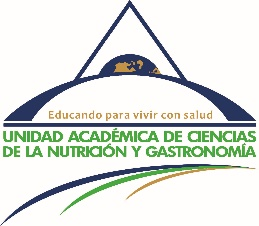 Educando para vivir con salud
UNIDAD ACADÉMICA DE CIENCIAS
DE LA NUTRICIÓN Y GASTRONOMÍA